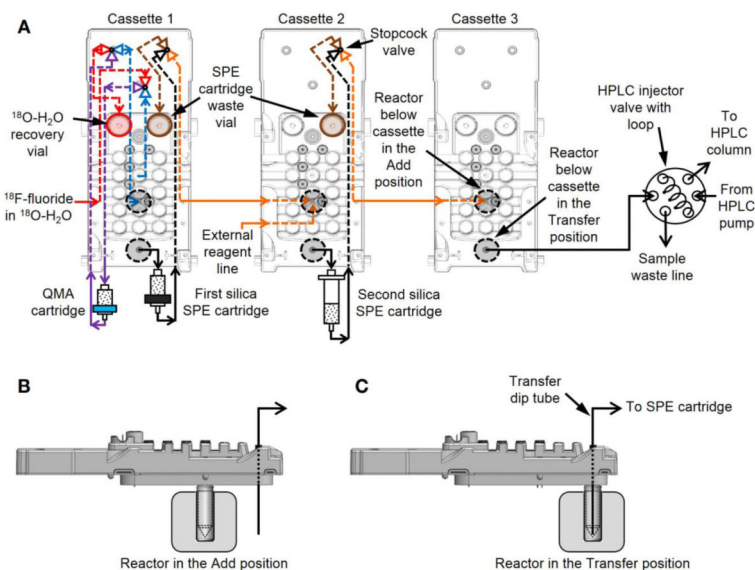 Cassette 1
Cassette 2
Cassette 3
A
Stopcock
valve
SPE
cartridge
waste
vial
¹⁸O-H₂O
recovery
vial
Reactor
below
cassette
in the Add
position
HPLC injector
valve with
loop
To
HPLC
column
Reactor
below
cassette
in the
Transfer
position
From
HPLC
pump
¹⁸F-fluoride
in ¹⁸O-H₂O
External
reagent
line
Sample
waste line
QMA
cartridge
First silica
SPE cartridge
Second silica
SPE cartridge
B
C
Transfer
dip tube
To SPE cartridge
Reactor in the Add position
Reactor in the Transfer position